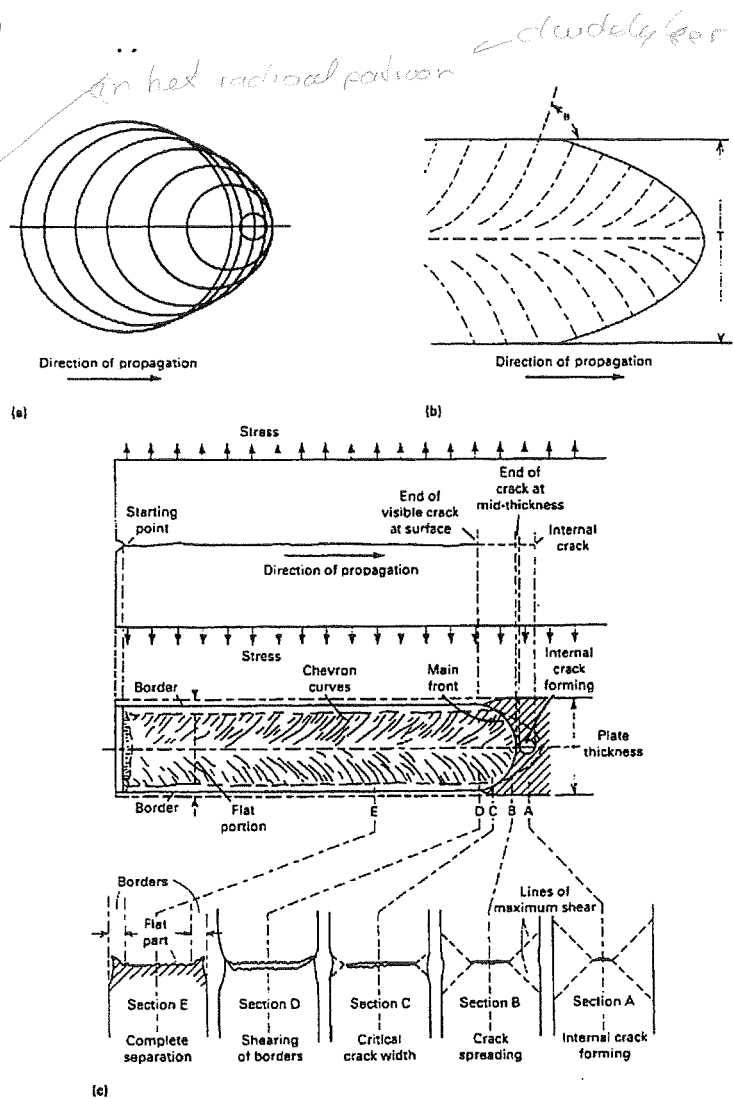 in het radiaal patroon
Direction of propagation
(a)
θ
T
Direction of propagation
(b)
Stress
Starting
point
End of
visible crack
at surface
End of
crack at
mid-thickness
Internal
crack
Direction of propagation
Stress
Border
Chevron
curves
Main
front
Internal
crack
forming
Plate
thickness
Border
Flat
portion
E
D
C
B
A
Borders
Flat
part
Lines of
maximum shear
Section E
Section D
Section C
Section B
Section A
Complete
separation
Shearing
of borders
Critical
crack width
Crack
spreading
Internal crack
forming
(c)